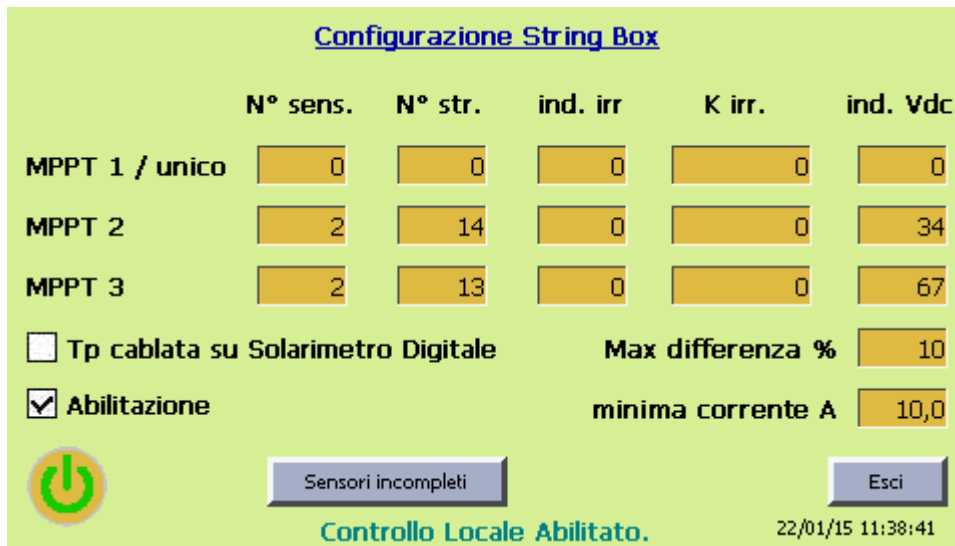 Configurazione String Box
N° sens. N° str. ind. irr K irr. ind. Vdc
MPPT 1 / unico 0 0 0 0 0
MPPT 2 2 14 0 0 34
MPPT 3 2 13 0 0 67
Tp cablata su Solarimetro Digitale Max differenza % 10
Abilitazione minima corrente A 10,0
Sensori incompleti Esci
Controllo Locale Abilitato. 22/01/15 11:38:41